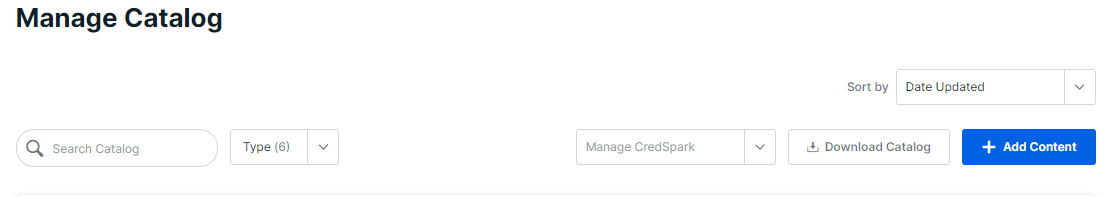 Manage Catalog
Sort by Date Updated
Search Catalog Type (6) Manage CredSpark Download Catalog Add Content